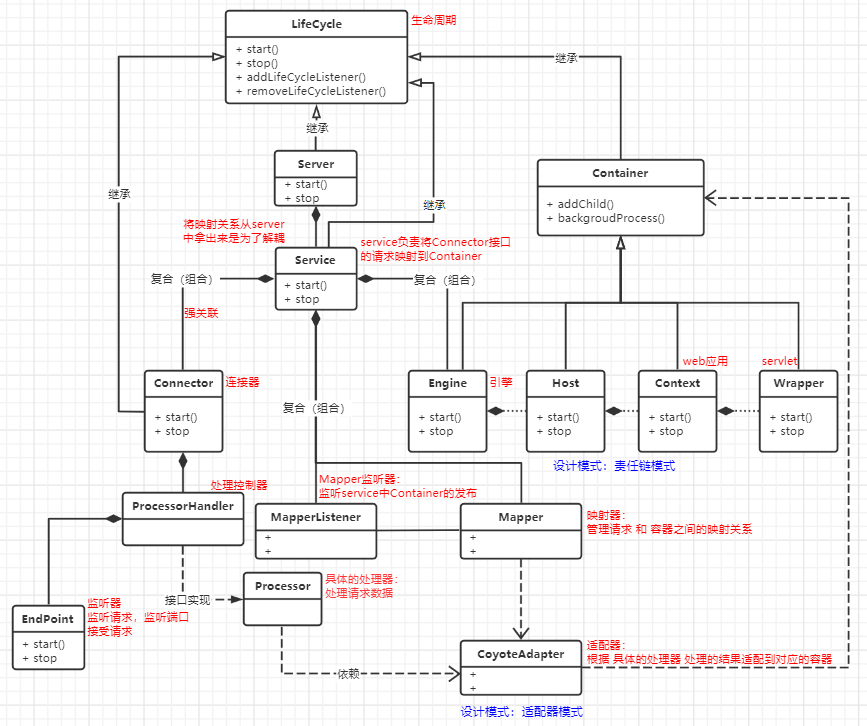 LifeCycle
生命周期
+ start()
+ stop()
+ addLifeCycleListener()
+ removeLifeCycleListener()
继承
继承
继承
继承
Server
+ start()
+ stop
Container
+ addChild()
+ backgroudProcess()
将映射关系从server
中拿出来是为了解耦
service负责将Connector接口
的请求映射到Container
Service
+ start()
+ stop
复合（组合）
复合（组合）
强关联
Connector
连接器
+ start()
+ stop
复合（组合）
Engine
引擎
+ start()
+ stop
Host
+ start()
+ stop
web应用
Context
+ start()
+ stop
servlet
Wrapper
+ start()
+ stop
设计模式：责任链模式
处理控制器
ProcessorHandler
Mapper监听器：
监听service中Container的发布
MapperListener
+
+
Mapper
+
+
映射器：
管理请求 和 容器之间的映射关系
接口实现
Processor
具体的处理器：
处理请求数据
EndPoint
+ start()
+ stop
监听器
监听请求，监听端口
接受请求
依赖
CoyoteAdapter
+
+
适配器：
根据 具体的处理器 处理的结果适配到对应的容器
设计模式：适配器模式